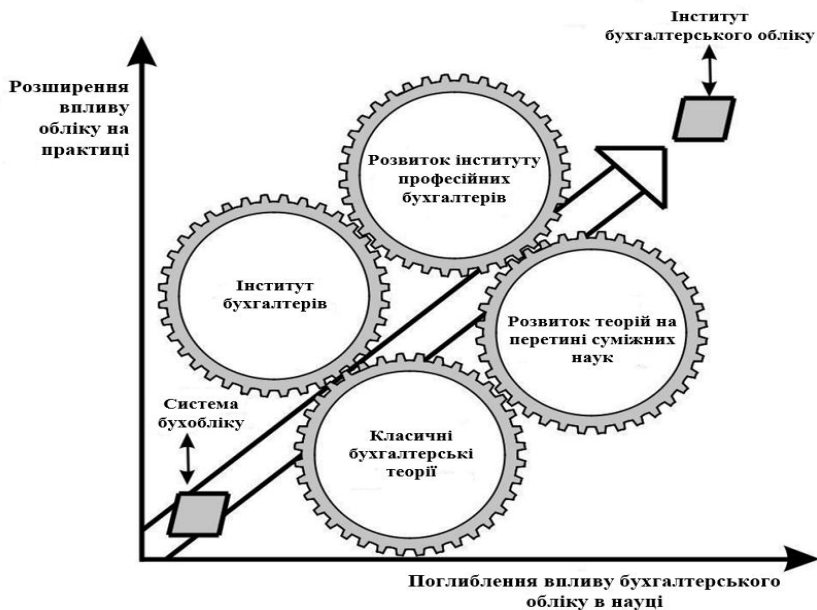 Інститут
бухгалтерського обліку
Розширення
впливу
обліку на
практиці
Розвиток інституту
професійних
бухгалтерів
Інститут
бухгалтерів
Розвиток теорій на
перетині суміжних
наук
Система
бухобліку
Класичні
бухгалтерські
теорії
Поглиблення впливу бухгалтерського
обліку в науці